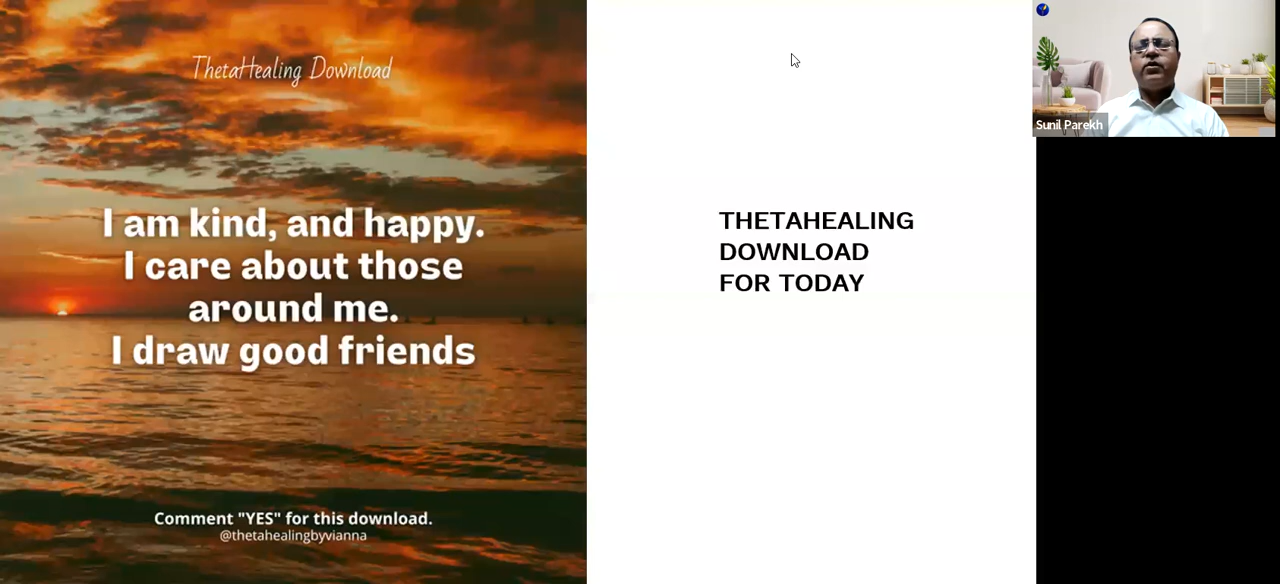 ThetaHealing Download
I am kind, and happy.
I care about those
around me.
I draw good friends
Comment "YES" for this download.
@thetahealingbyvianna
THETAHEALING
DOWNLOAD
FOR TODAY
Sunil Parekh